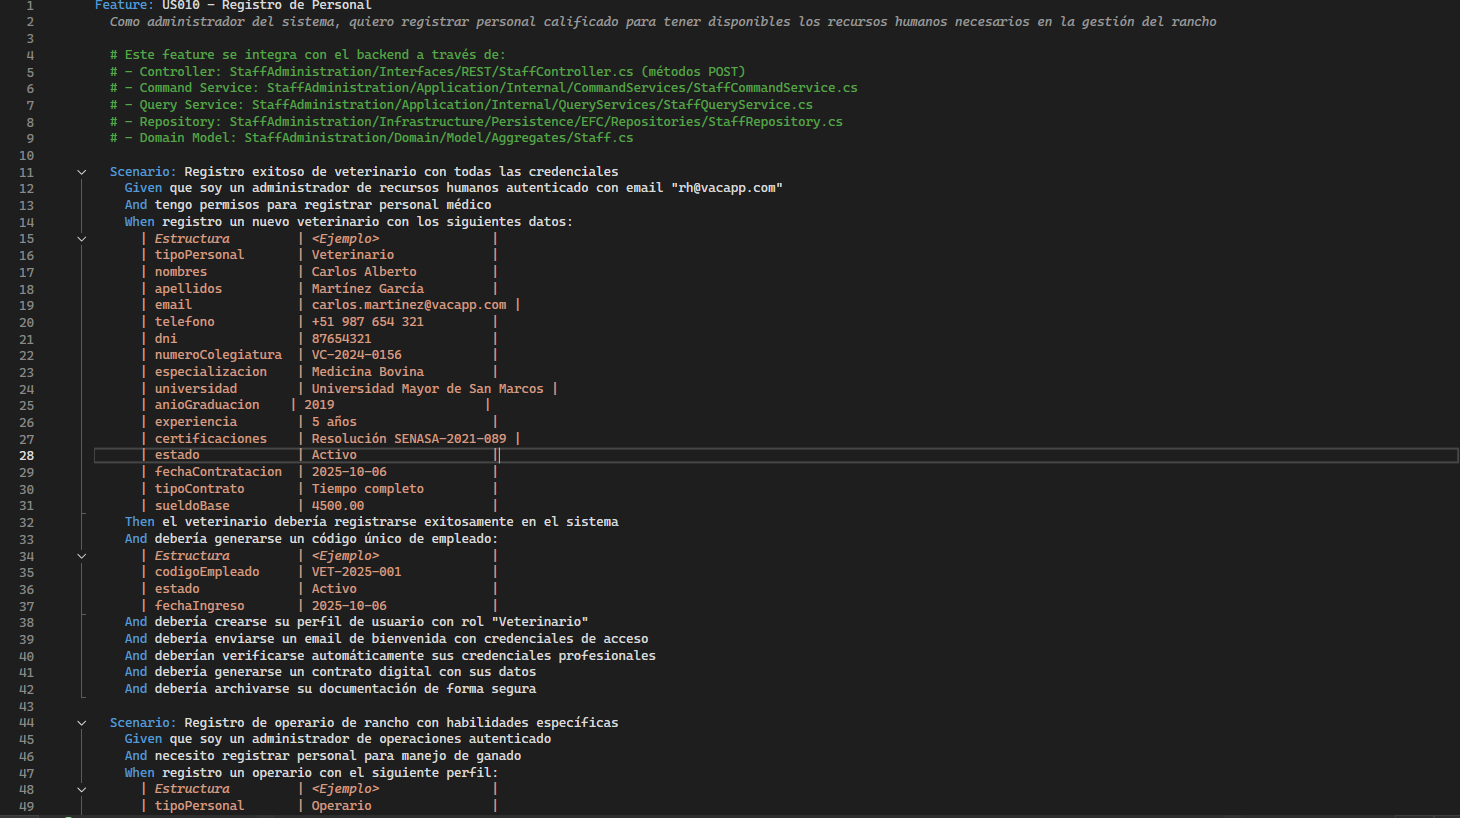 1 Feature: US010 - Registro de Personal
2 Como administrador del sistema, quiero registrar personal calificado para tener disponibles los recursos humanos necesarios en la gestión del rancho
3
4 # Este feature se integra con el backend a través de:
5 # - Controller: StaffAdministration/Interfaces/REST/StaffController.cs (métodos POST)
6 # - Command Service: StaffAdministration/Application/Internal/CommandServices/StaffCommandService.cs
7 # - Query Service: StaffAdministration/Application/Internal/QueryServices/StaffQueryService.cs
8 # - Repository: StaffAdministration/Infrastructure/Persistence/EFC/Repositories/StaffRepository.cs
9 # - Domain Model: StaffAdministration/Domain/Model/Aggregates/Staff.cs
10
11 Scenario: Registro exitoso de veterinario con todas las credenciales
12 Given que soy un administrador de recursos humanos autenticado con email "rh@vacapp.com"
13 And tengo permisos para registrar personal médico
14 When registro un nuevo veterinario con los siguientes datos:
15 | Estructura | <Ejemplo> |
16 | tipoPersonal | Veterinario |
17 | nombres | Carlos Alberto |
18 | apellidos | Martínez García |
19 | email | carlos.martinez@vacapp.com |
20 | telefono | +51 987 654 321 |
21 | dni | 87654321 |
22 | numeroColegiatura | VC-2024-0156 |
23 | especializacion | Medicina Bovina |
24 | universidad | Universidad Mayor de San Marcos |
25 | anioGraduacion | 2019 |
26 | experiencia | 5 años |
27 | certificaciones | Resolución SENASA-2021-089 |
28 | estado | Activo |
29 | fechaContratacion | 2025-10-06 |
30 | tipoContrato | Tiempo completo |
31 | sueldoBase | 4500.00 |
32 Then el veterinario debería registrarse exitosamente en el sistema
33 And debería generarse un código único de empleado:
34 | Estructura | <Ejemplo> |
35 | codigoEmpleado | VET-2025-001 |
36 | estado | Activo |
37 | fechaIngreso | 2025-10-06 |
38 And debería crearse su perfil de usuario con rol "Veterinario"
39 And debería enviarse un email de bienvenida con credenciales de acceso
40 And deberían verificarse automáticamente sus credenciales profesionales
41 And debería generarse un contrato digital con sus datos
42 And debería archivarse su documentación de forma segura
43
44 Scenario: Registro de operario de rancho con habilidades específicas
45 Given que soy un administrador de operaciones autenticado
46 And necesito registrar personal para manejo de ganado
47 When registro un operario con el siguiente perfil:
48 | Estructura | <Ejemplo> |
49 | tipoPersonal | Operario |